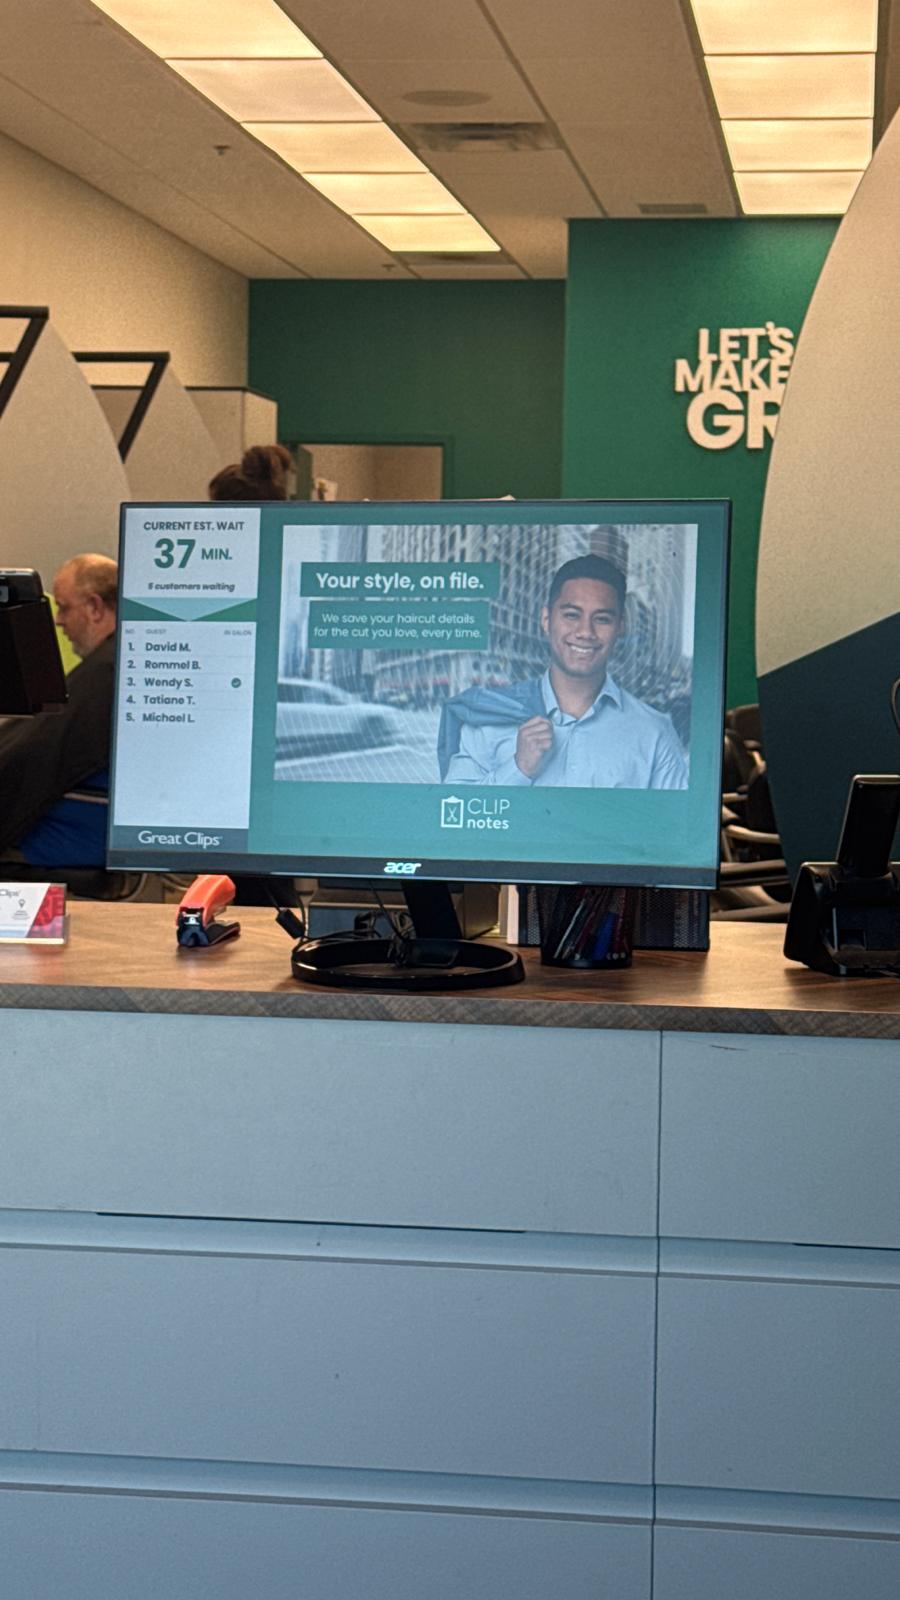 LET'S
MAKE
GR
CURRENT EST. WAIT
37 MIN.
5 customers waiting
NO. GUEST IN SALON
1. David M.
2. Rommel B.
3. Wendy S.
4. Tatiane T.
5. Michael L.
Great Clips
Your style, on file.
We save your haircut details
for the cut you love, every time.
CLIP
notes
acer